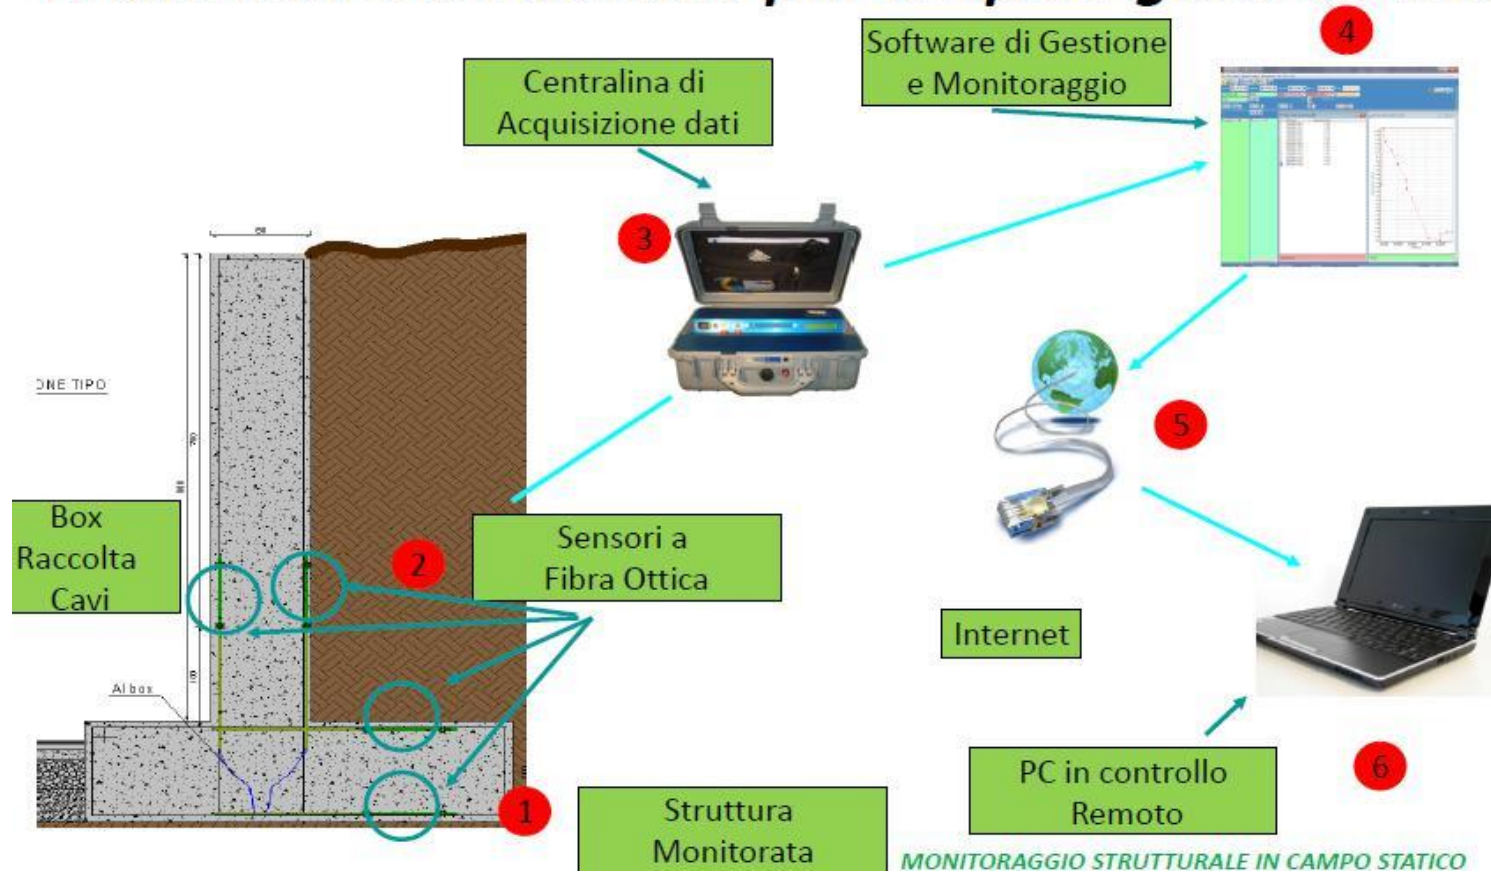 Software di Gestione
e Monitoraggio
4
Centralina di
Acquisizione dati
3
ONE TIPO
5
Box
Raccolta
Cavi
2
Sensori a
Fibra Ottica
Internet
Al box
1
Struttura
Monitorata
PC in controllo
Remoto
6
MONITORAGGIO STRUTTURALE IN CAMPO STATICO